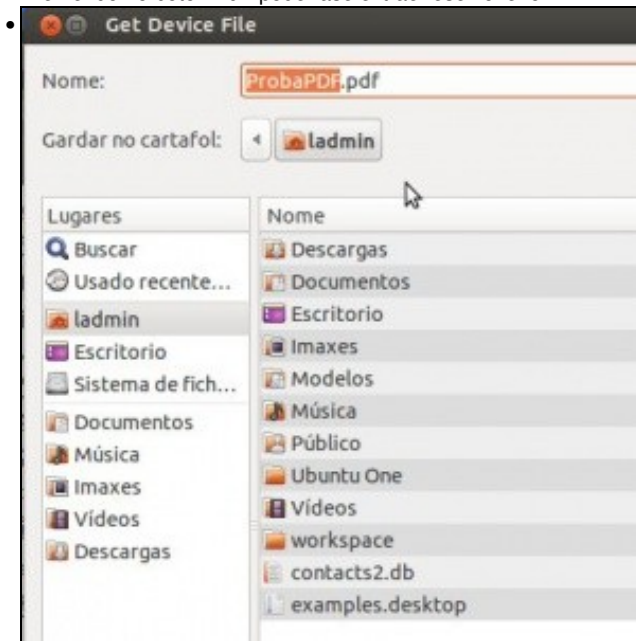 Get Device File
Nome: ProbaPDF.pdf
Gardar no cartafol: ladmin
Lugares
Buscar
Usado recente...
ladmin
Escritorio
Sistema de fich...
Documentos
Música
Imaxes
Vídeos
Descargas
Nome
Descargas
Documentos
Escritorio
Imaxes
Modelos
Música
Público
Ubuntu One
Vídeos
workspace
contacts2.db
examples.desktop